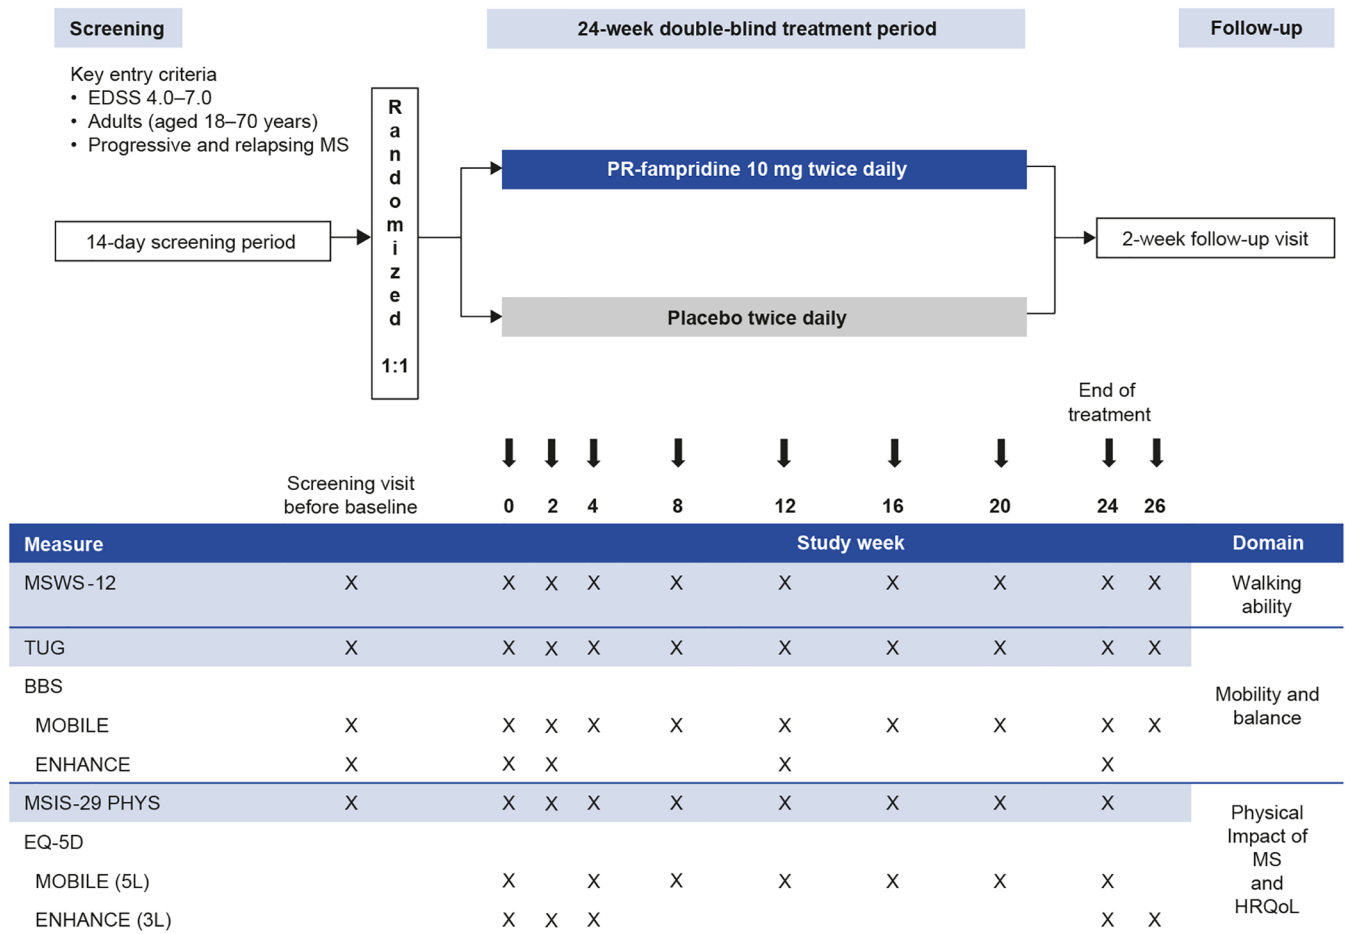 Screening
24-week double-blind treatment period
Follow-up
Key entry criteria
• EDSS 4.0–7.0
• Adults (aged 18–70 years)
• Progressive and relapsing MS
14-day screening period
Randomized
1:1
PR-fampridine 10 mg twice daily
Placebo twice daily
2-week follow-up visit
End of
treatment
Screening visit
before baseline
0 2 4 8 12 16 20 24 26
Measure Study week Domain
MSWS-12 X X X X X X X X X X
Walking
ability
TUG X X X X X X X X X X
BBS
MOBILE X X X X X X X X X X
ENHANCE X X X X X
Mobility and
balance
MSIS-29 PHYS X X X X X X X X X
EQ-5D
MOBILE (5L) X X X X X X X
ENHANCE (3L) X X X X X
Physical
Impact of
MS
and
HRQoL